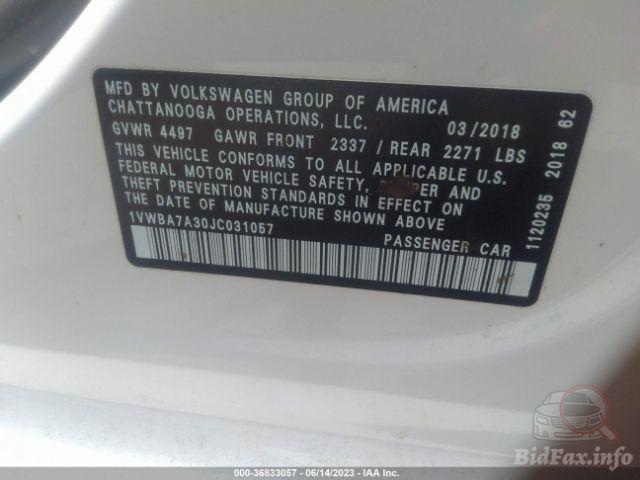 MFD BY VOLKSWAGEN GROUP OF AMERICA
CHATTANOOGA OPERATIONS, LLC. 03/2018
GVWR 4497 GAWR FRONT 2337 / REAR 2271 LBS
THIS VEHICLE CONFORMS TO ALL APPLICABLE U.S.
FEDERAL MOTOR VEHICLE SAFETY, PER AND
THEFT PREVENTION STANDARDS IN EFFECT ON
THE DATE OF MANUFACTURE SHOWN ABOVE
1VWBA7A30JC031057 PASSENGER CAR
1120235 2018 62
BidFax.info
000-36833057 - 06/14/2023 - IAA Inc.